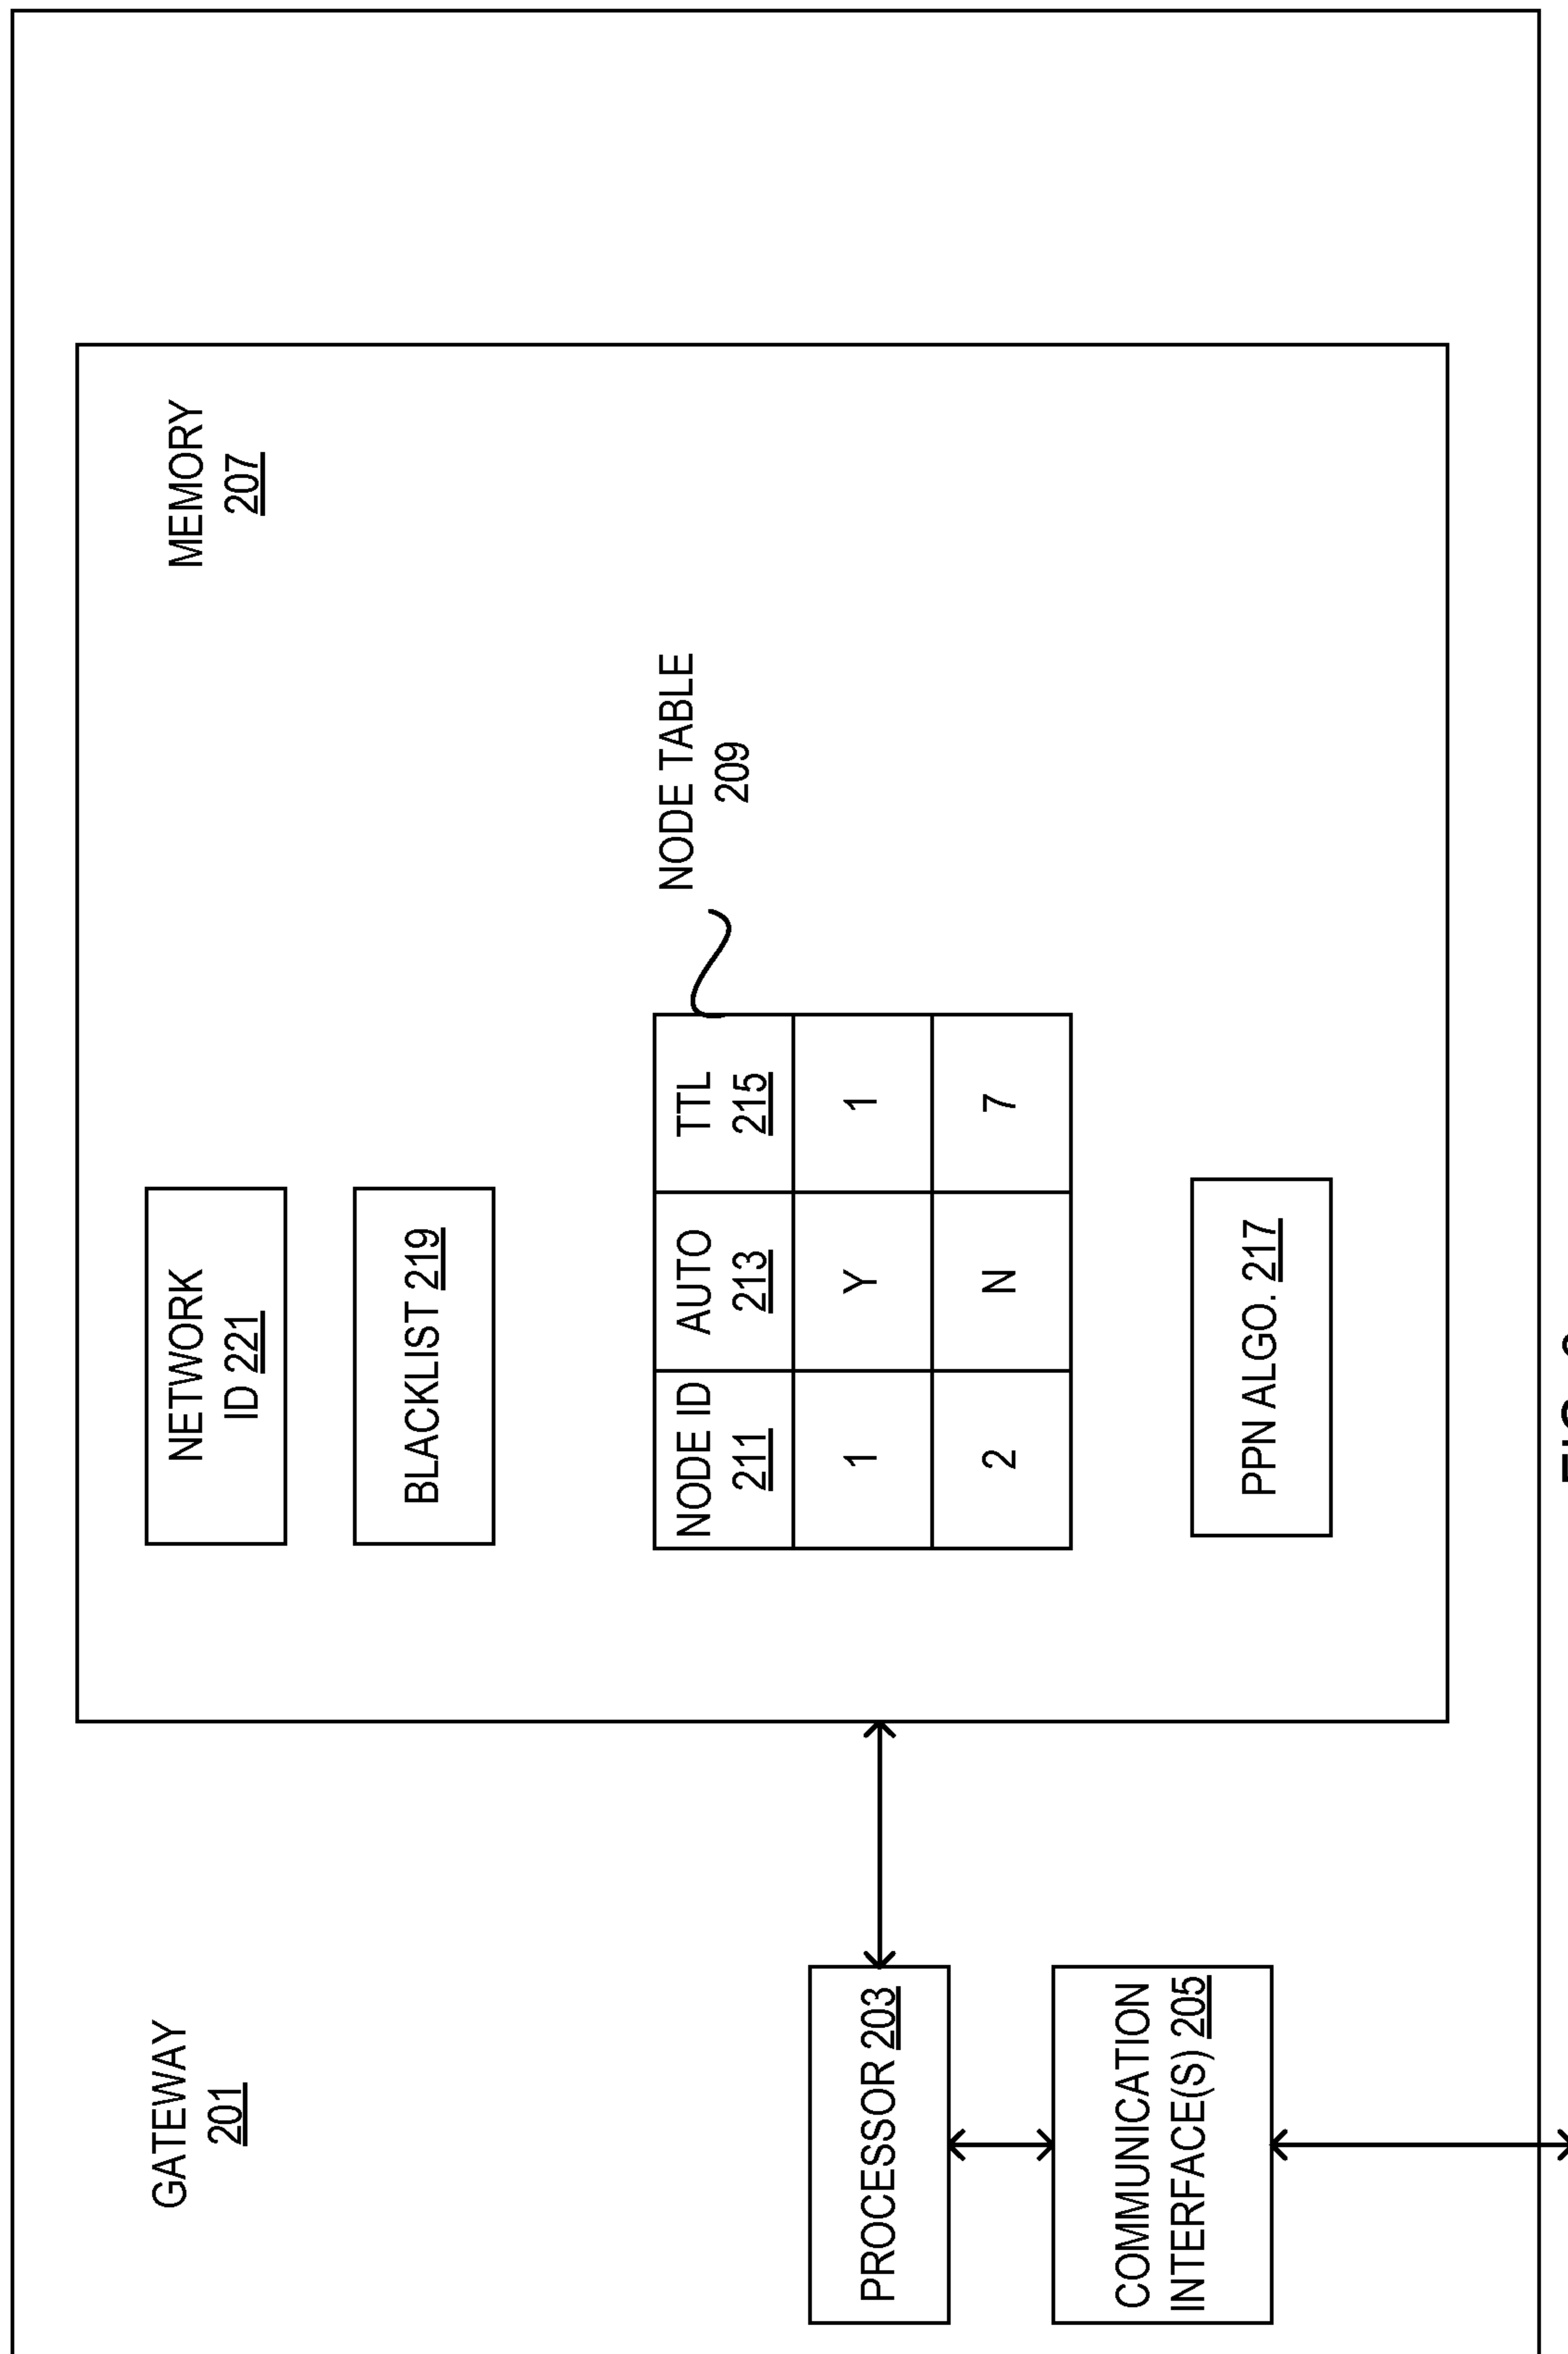 GATEWAY
201
MEMORY
207
NETWORK
ID 221
BLACKLIST 219
NODE TABLE
209
NODE ID
211
AUTO
213
TTL
215
1
Y
1
2
N
7
PROCESSOR 203
COMMUNICATION
INTERFACE(S) 205
PPN ALGO. 217